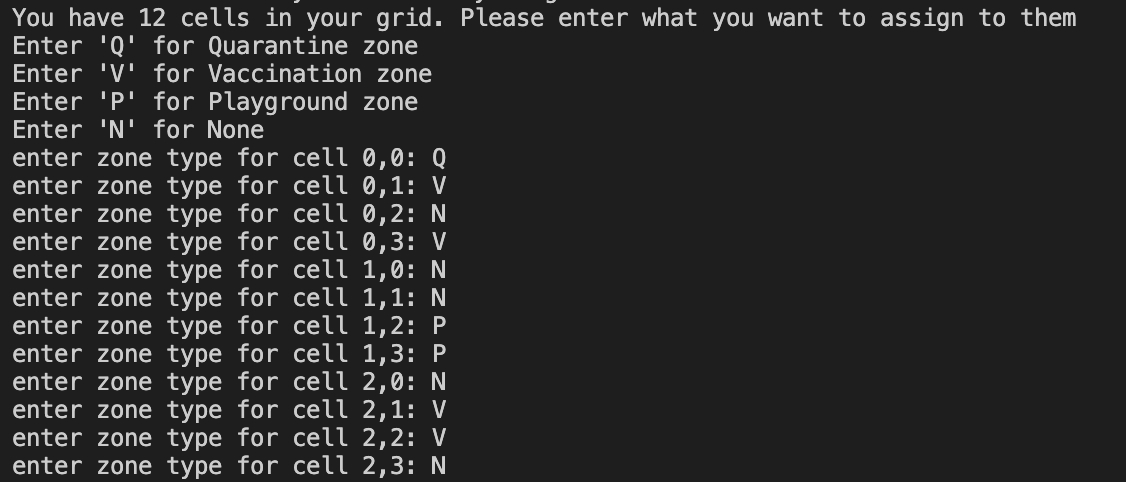 You have 12 cells in your grid. Please enter what you want to assign to them
Enter 'Q' for Quarantine zone
Enter 'V' for Vaccination zone
Enter 'P' for Playground zone
Enter 'N' for None
enter zone type for cell 0,0: Q
enter zone type for cell 0,1: V
enter zone type for cell 0,2: N
enter zone type for cell 0,3: V
enter zone type for cell 1,0: N
enter zone type for cell 1,1: N
enter zone type for cell 1,2: P
enter zone type for cell 1,3: P
enter zone type for cell 2,0: N
enter zone type for cell 2,1: V
enter zone type for cell 2,2: V
enter zone type for cell 2,3: N